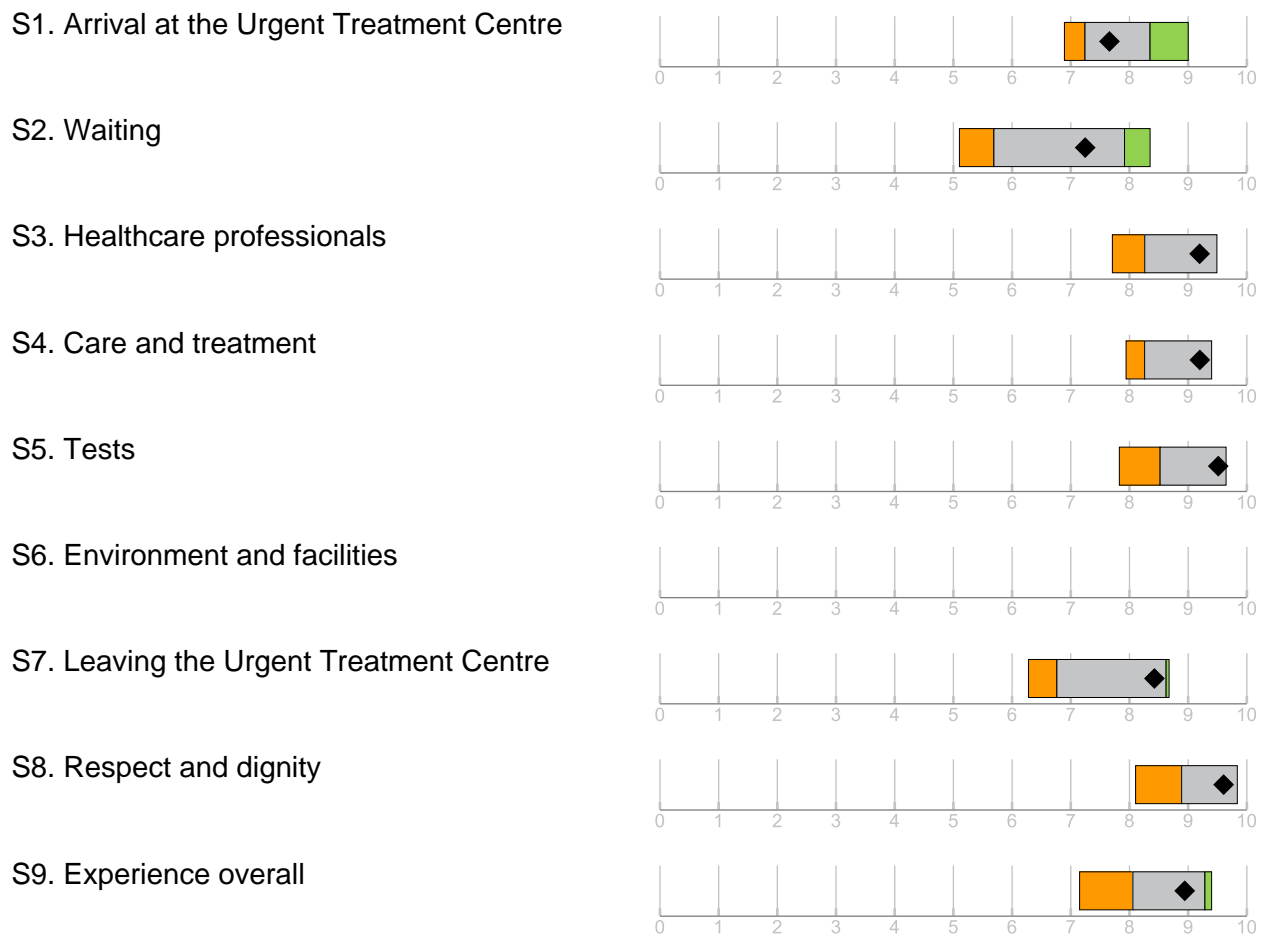 S1. Arrival at the Urgent Treatment Centre
0 1 2 3 4 5 6 7 8 9 10
S2. Waiting
0 1 2 3 4 5 6 7 8 9 10
S3. Healthcare professionals
0 1 2 3 4 5 6 7 8 9 10
S4. Care and treatment
0 1 2 3 4 5 6 7 8 9 10
S5. Tests
0 1 2 3 4 5 6 7 8 9 10
S6. Environment and facilities
0 1 2 3 4 5 6 7 8 9 10
S7. Leaving the Urgent Treatment Centre
0 1 2 3 4 5 6 7 8 9 10
S8. Respect and dignity
0 1 2 3 4 5 6 7 8 9 10
S9. Experience overall
0 1 2 3 4 5 6 7 8 9 10